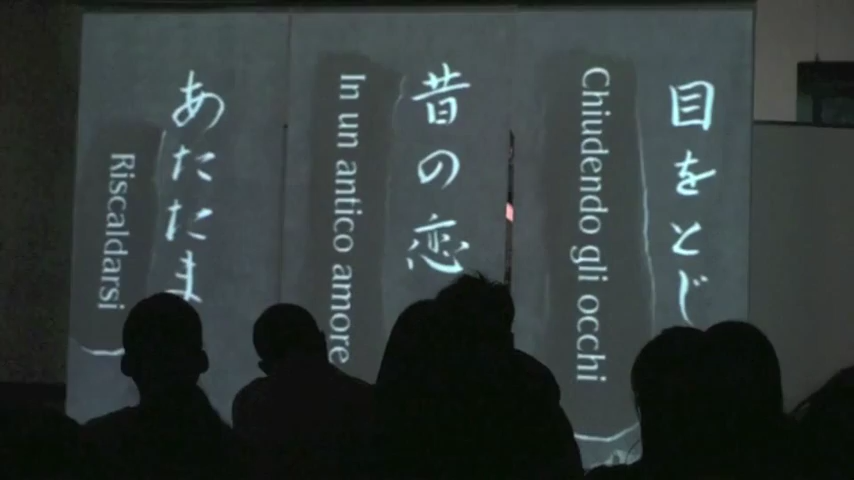 目をとじ
Chiudendo gli occhi
昔の恋
In un antico amore
あたたま
Riscaldarsi